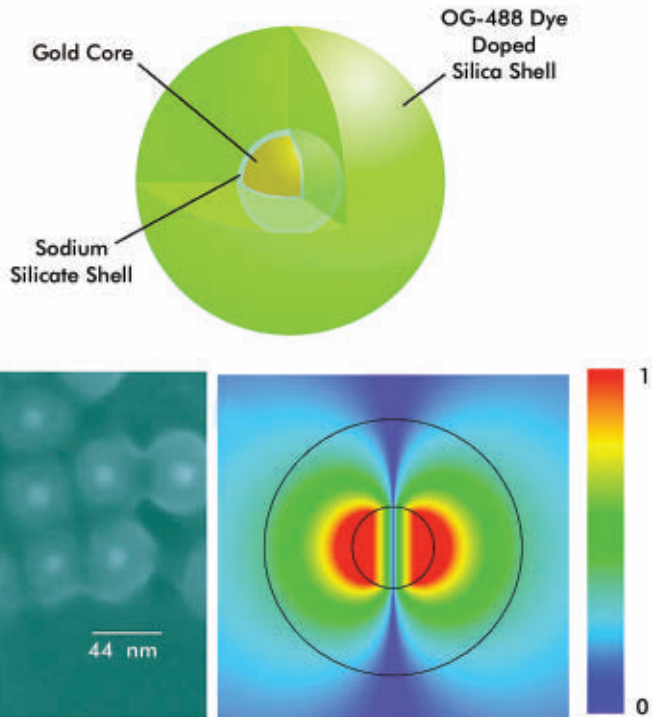 OG-488 Dye
Doped
Silica Shell
Gold Core
Sodium
Silicate Shell
44 nm
1
0